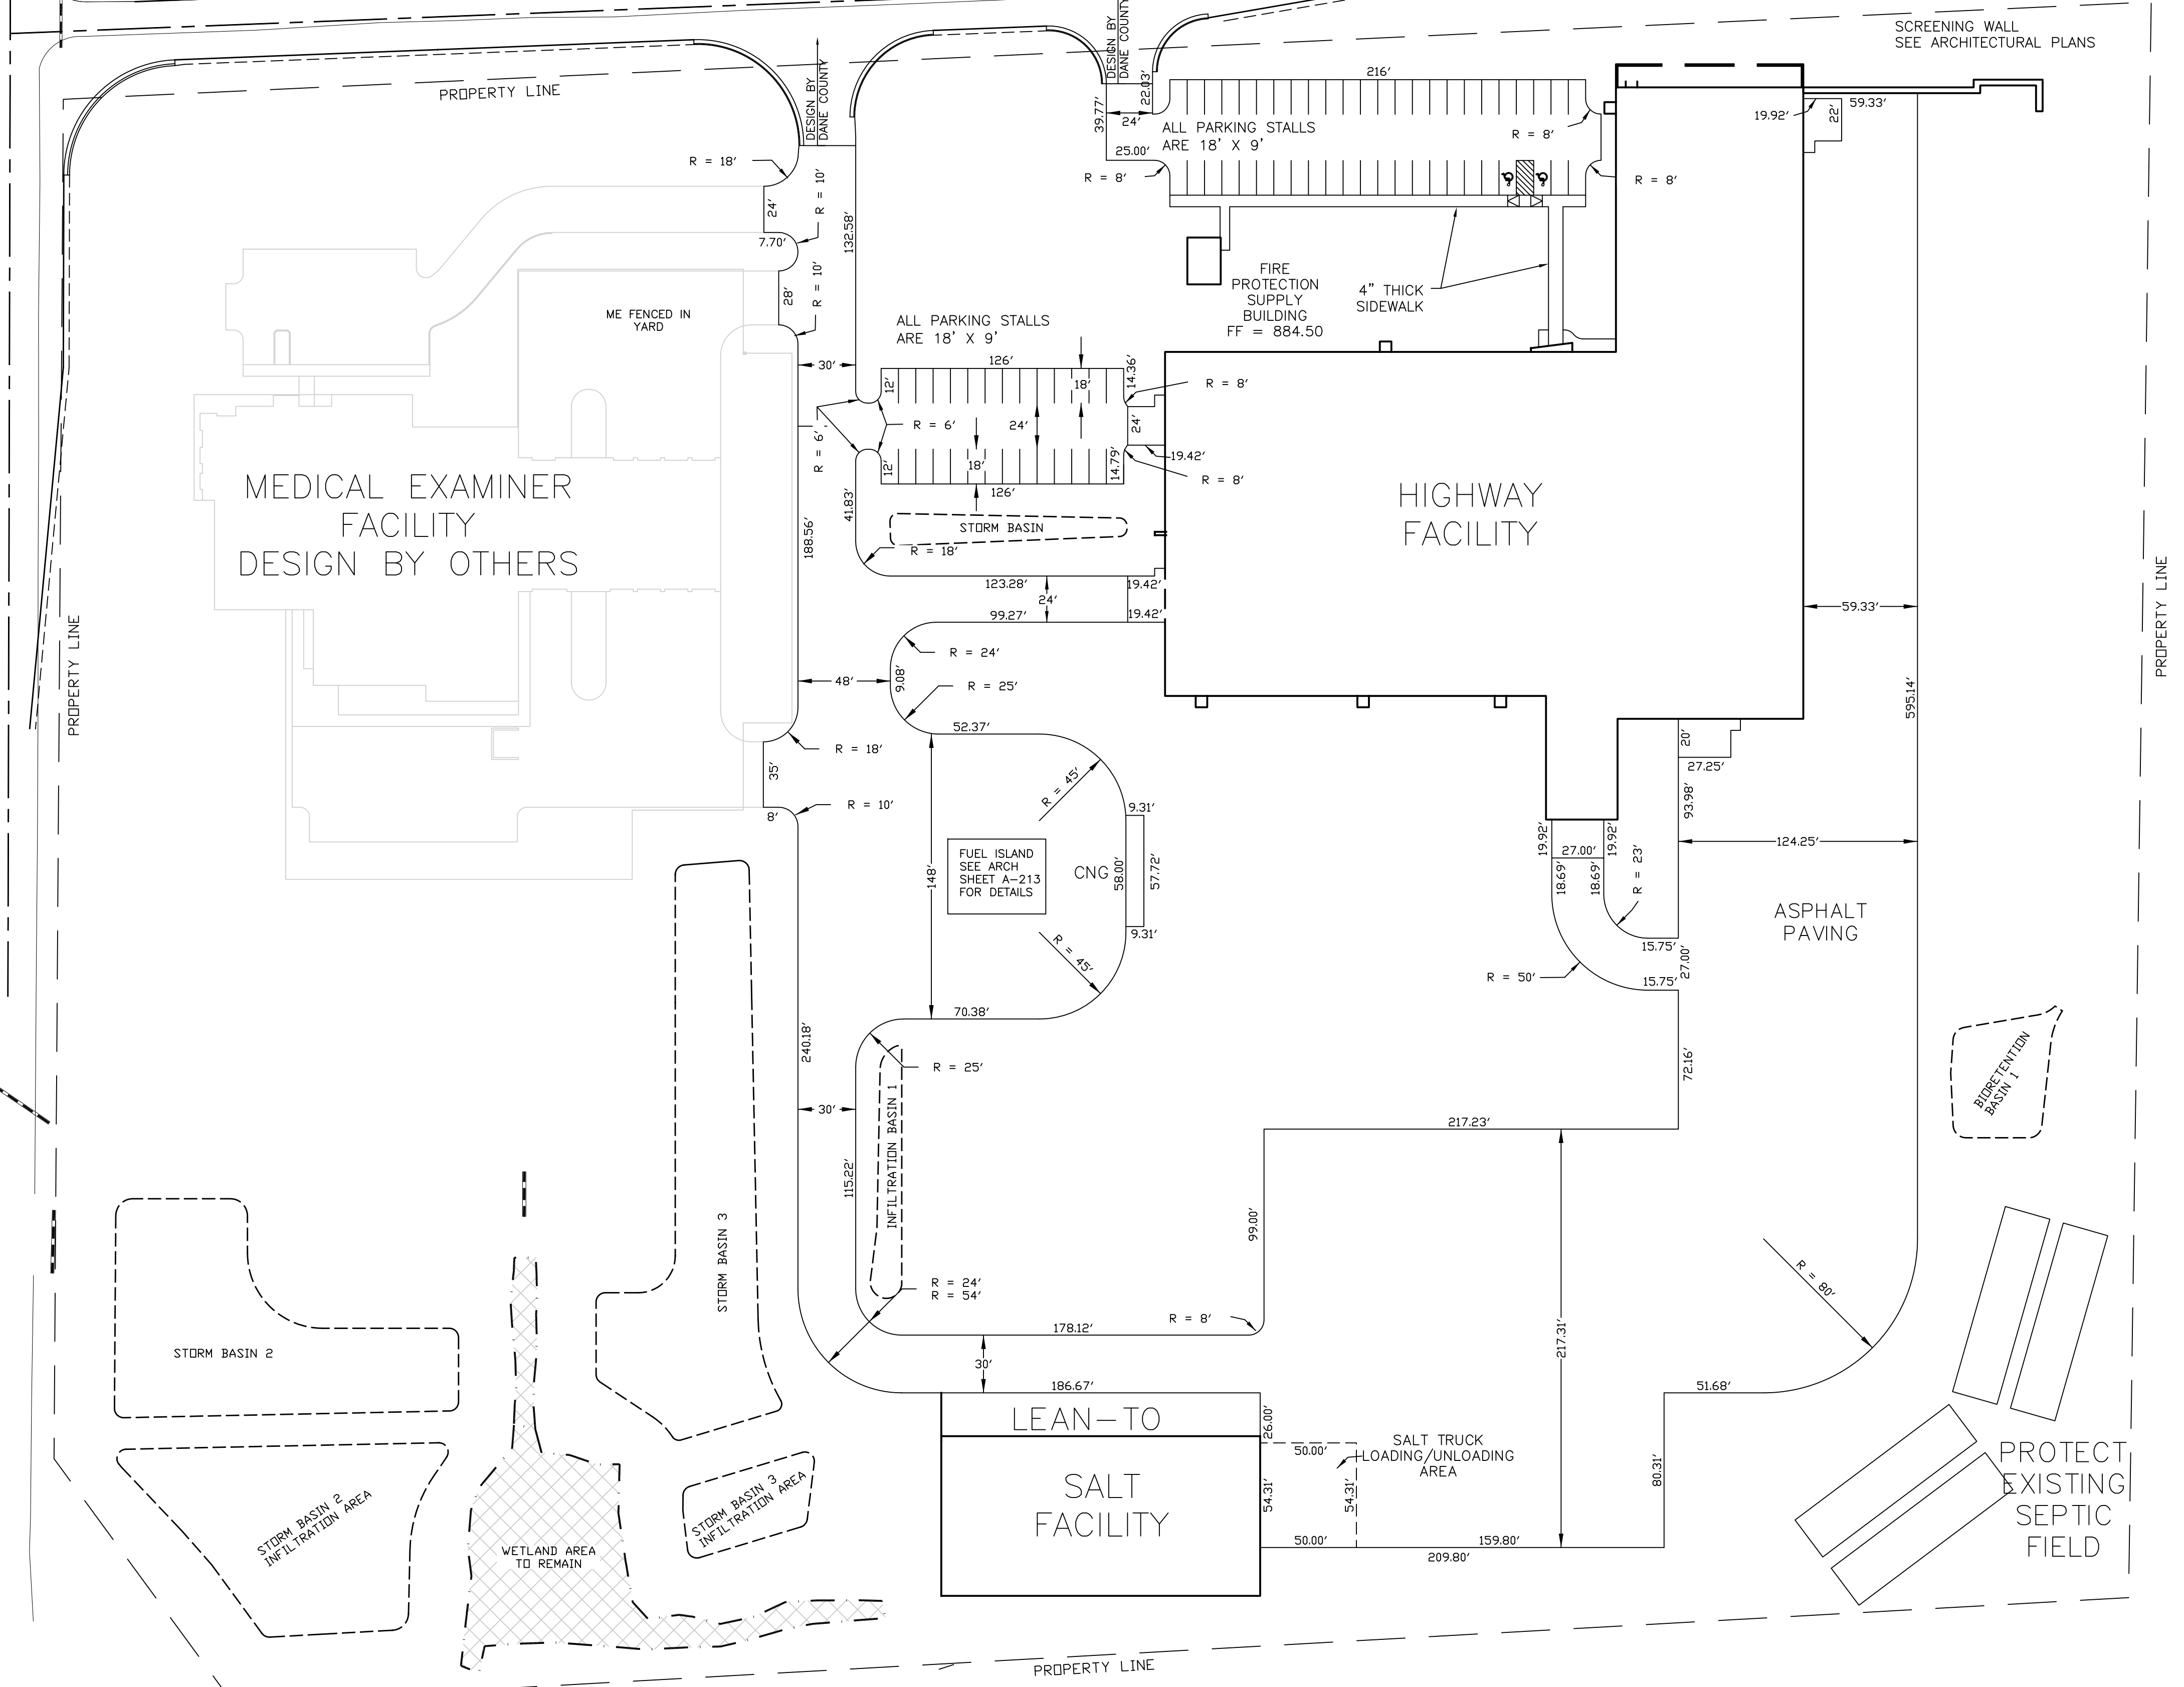 DESIGN BY
DANE COUNTY
DESIGN BY
DANE COUNTY
SCREENING WALL
SEE ARCHITECTURAL PLANS
PROPERTY LINE
216'
22.03'
39.77'
24'
25.00'
ALL PARKING STALLS
ARE 18' X 9'
R = 8'
R = 8'
R = 8'
59.33'
19.92'
22'
R = 18'
R = 10'
24'
7.70'
132.58'
R = 10'
28'
ME FENCED IN
YARD
FIRE
PROTECTION
SUPPLY
BUILDING
FF = 884.50
4" THICK
SIDEWALK
ALL PARKING STALLS
ARE 18' X 9'
126'
14.36'
30'
12'
18'
R = 8'
R = 6'
R = 6'
24'
24'
12'
18'
14.79'
19.42'
R = 8'
126'
41.83'
188.56'
STORM BASIN
R = 18'
MEDICAL EXAMINER
FACILITY
DESIGN BY OTHERS
HIGHWAY
FACILITY
123.28'
19.42'
24'
99.27'
19.42'
59.33'
PROPERTY LINE
PROPERTY LINE
R = 24'
48'
9.08'
R = 25'
595.14'
52.37'
R = 18'
20'
27.25'
35'
R = 45'
93.98'
R = 10'
8'
9.31'
148'
FUEL ISLAND
SEE ARCH
SHEET A-213
FOR DETAILS
CNG
58.00'
57.72'
9.31'
19.92'
27.00'
19.92'
18.69'
18.69'
R = 23'
124.25'
ASPHALT
PAVING
R = 45'
15.75'
27.00'
R = 50'
15.75'
70.38'
240.18'
R = 25'
72.16'
BIORETENTION
BASIN 1
30'
INFILTRATION BASIN 1
217.23'
115.22'
99.00'
STORM BASIN 3
R = 24'
R = 54'
R = 8'
178.12'
R = 80'
217.31'
STORM BASIN 2
30'
186.67'
51.68'
LEAN-TO
26.00'
50.00'
SALT TRUCK
LOADING/UNLOADING
AREA
SALT
FACILITY
54.31'
54.31'
80.31'
PROTECT
EXISTING
SEPTIC
FIELD
STORM BASIN 2
INFILTRATION AREA
STORM BASIN 3
INFILTRATION AREA
WETLAND AREA
TO REMAIN
50.00'
159.80'
209.80'
PROPERTY LINE